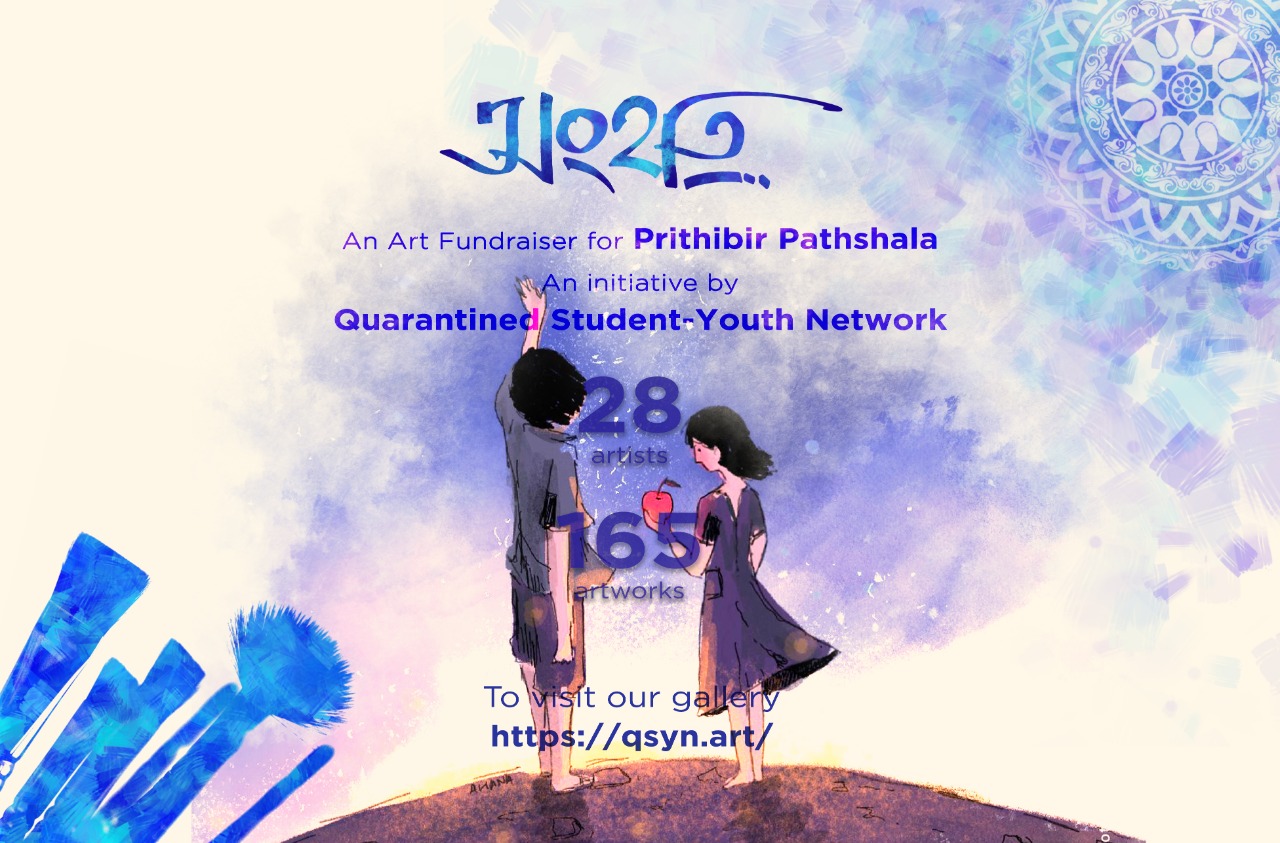 সংহতি..
An Art Fundraiser for Prithibir Pathshala
An initiative by
Quarantined Student-Youth Network
28
artists
165
artworks
To visit our gallery
https://qsyn.art/
AHANA